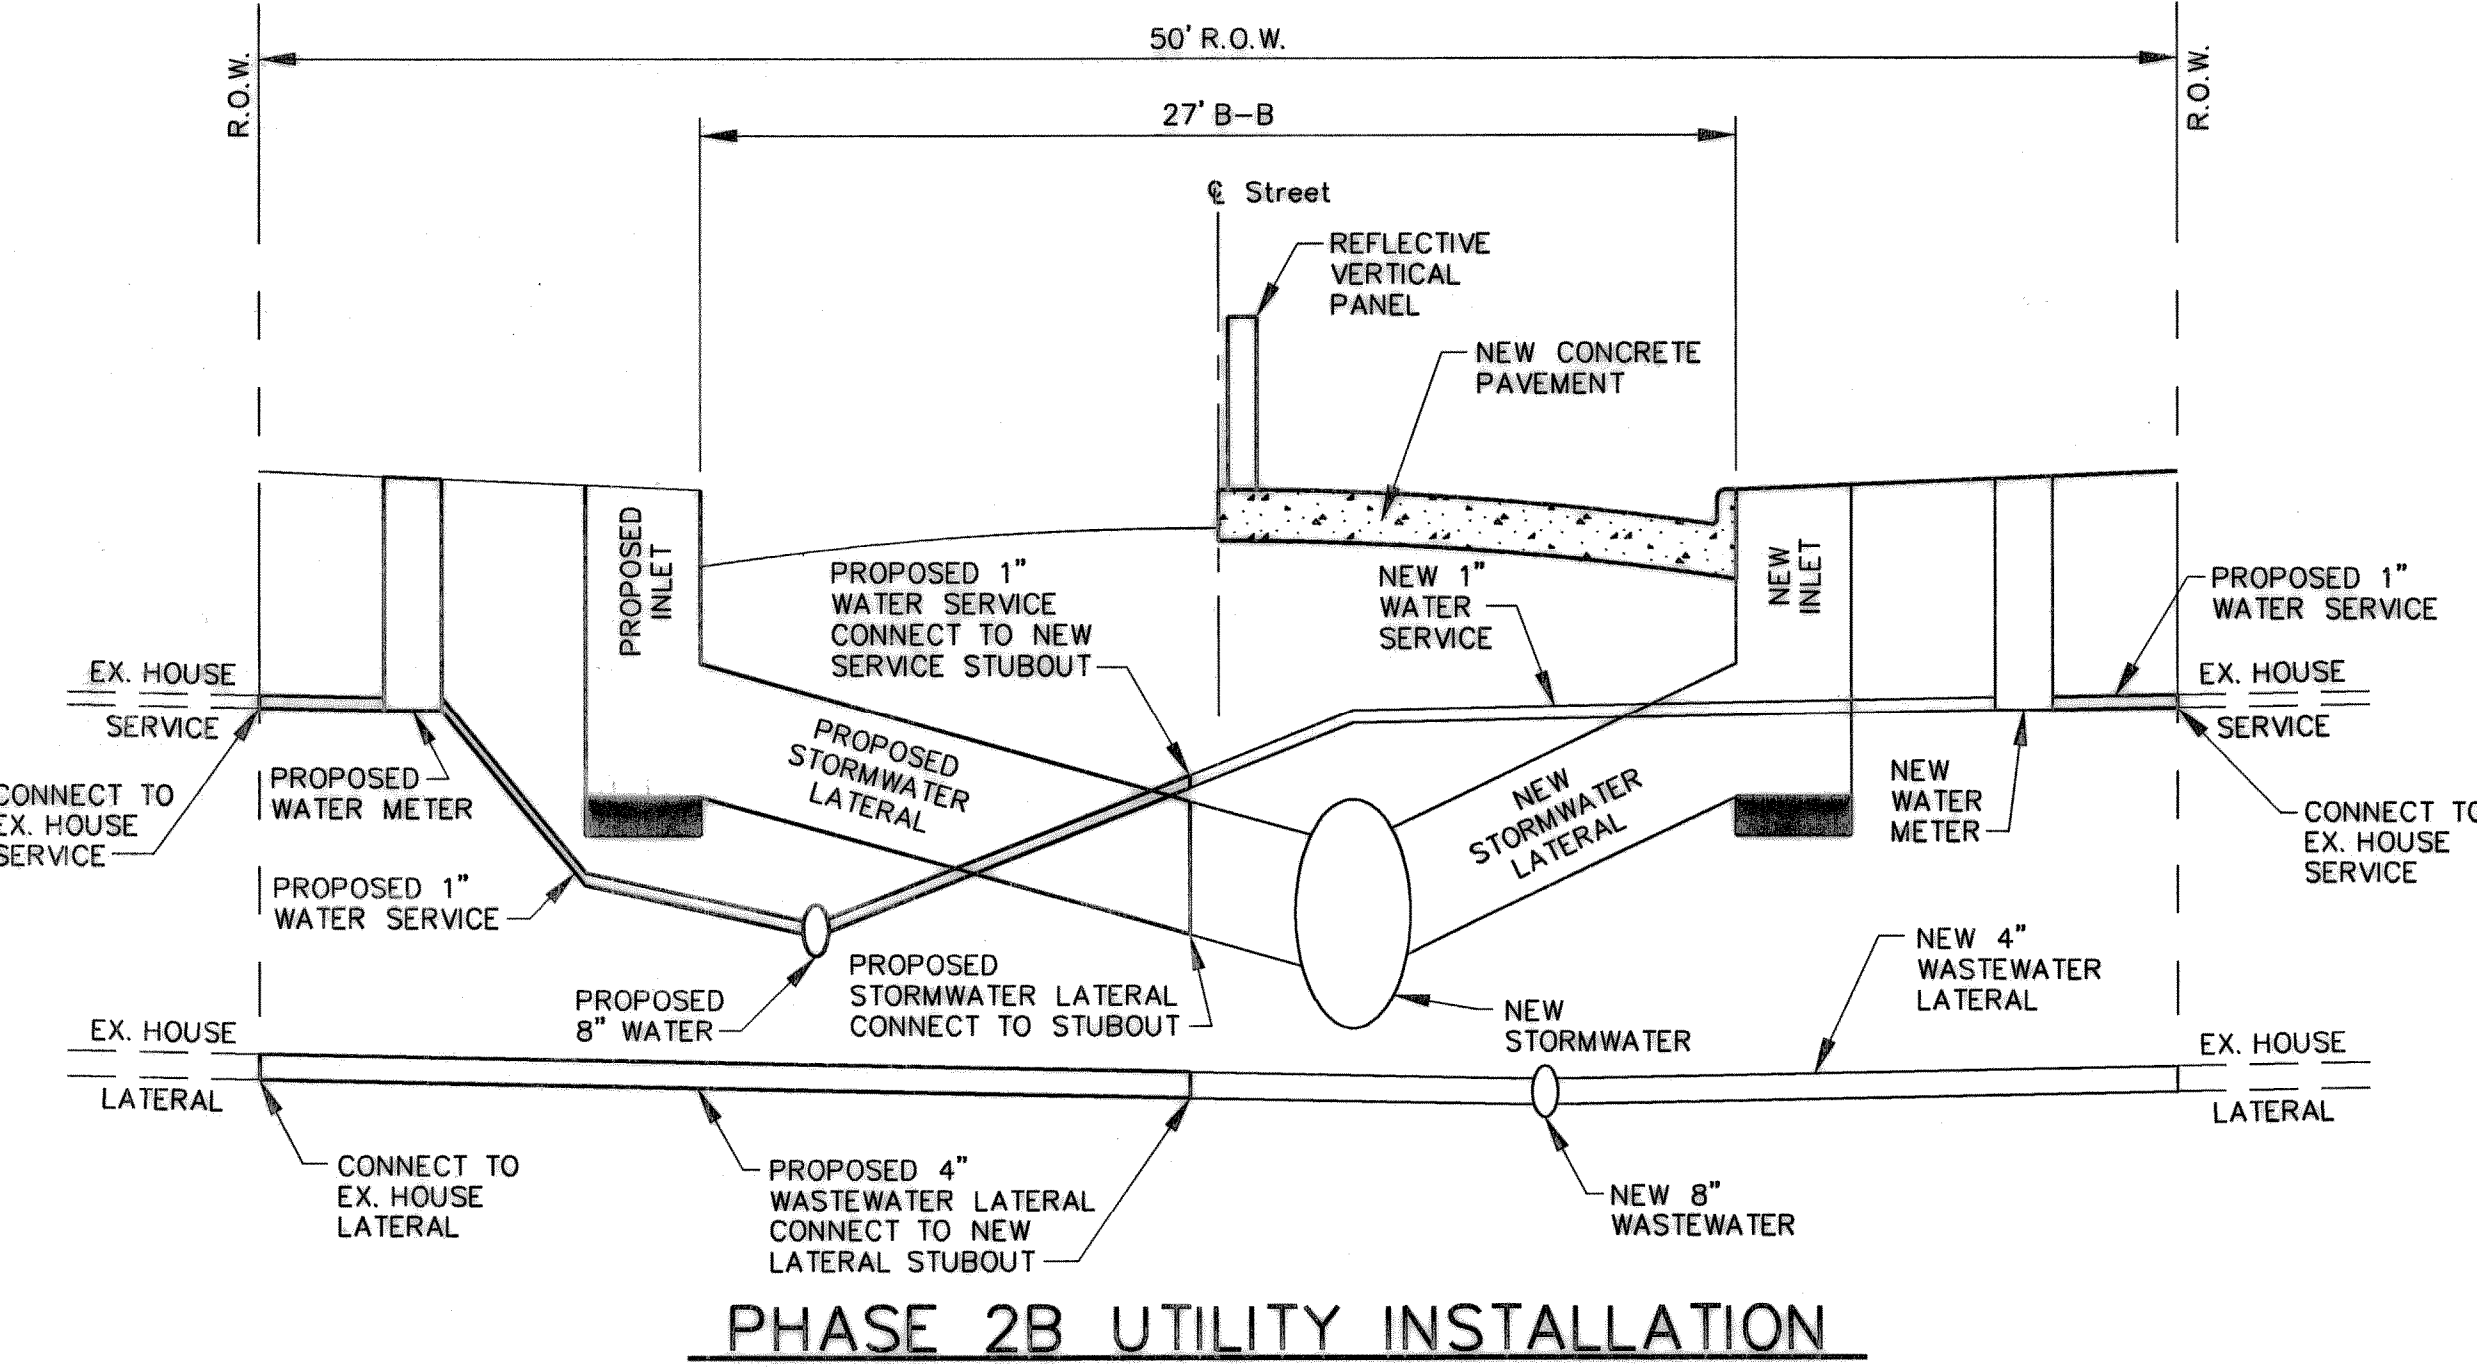 50' R.O.W.
R.O.W.
R.O.W.
27' B-B
℄ Street
REFLECTIVE
VERTICAL
PANEL
NEW CONCRETE
PAVEMENT
PROPOSED
INLET
PROPOSED 1"
WATER SERVICE
CONNECT TO NEW
SERVICE STUBOUT
NEW 1"
WATER
SERVICE
NEW
INLET
PROPOSED 1"
WATER SERVICE
EX. HOUSE
SERVICE
EX. HOUSE
SERVICE
CONNECT TO
EX. HOUSE
SERVICE
PROPOSED
WATER METER
PROPOSED
STORMWATER
LATERAL
NEW
STORMWATER
LATERAL
NEW
WATER
METER
CONNECT TO
EX. HOUSE
SERVICE
PROPOSED 1"
WATER SERVICE
PROPOSED
8" WATER
PROPOSED
STORMWATER LATERAL
CONNECT TO STUBOUT
NEW
STORMWATER
NEW 4"
WASTEWATER
LATERAL
EX. HOUSE
LATERAL
EX. HOUSE
LATERAL
CONNECT TO
EX. HOUSE
LATERAL
PROPOSED 4"
WASTEWATER LATERAL
CONNECT TO NEW
LATERAL STUBOUT
NEW 8"
WASTEWATER
PHASE 2B UTILITY INSTALLATION